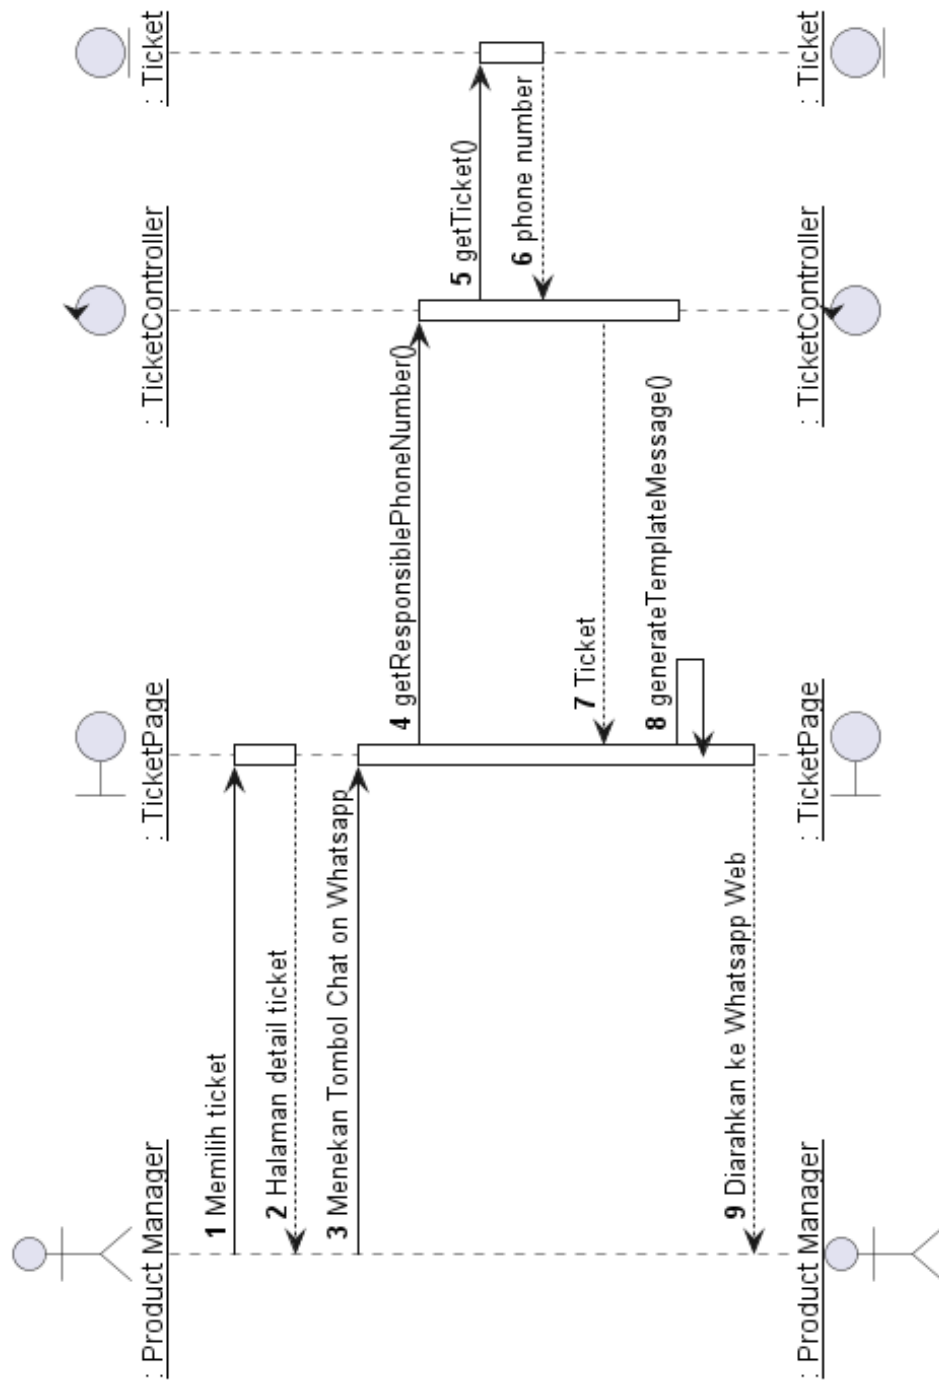 : Product Manager
: TicketPage
: TicketController
: Ticket
1 Memilih ticket
2 Halaman detail ticket
3 Menekan Tombol Chat on Whatsapp
4 getResponsiblePhoneNumber()
5 getTicket()
6 phone number
7 Ticket
8 generateTemplateMessage()
9 Diarahkan ke Whatsapp Web
: Product Manager
: TicketPage
: TicketController
: Ticket